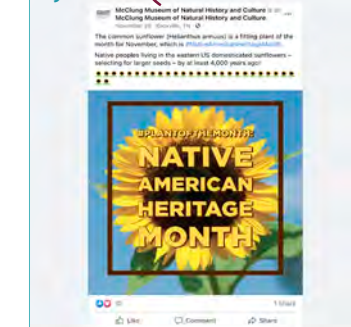 McClung Museum of Natural History and Culture
McClung Museum of Natural History and Culture
November
The common sunflower (Helianthus annuus) is a fitting plant of the
month for November, which is #NativeAmericanHeritageMonth.
Native peoples living in the eastern US domesticated sunflowers –
selecting for larger seeds – by at least 4,000 years ago!
#PLANTOFTHEMONTH:
NATIVE
AMERICAN
HERITAGE
MONTH
1 Share
Like Comment Share